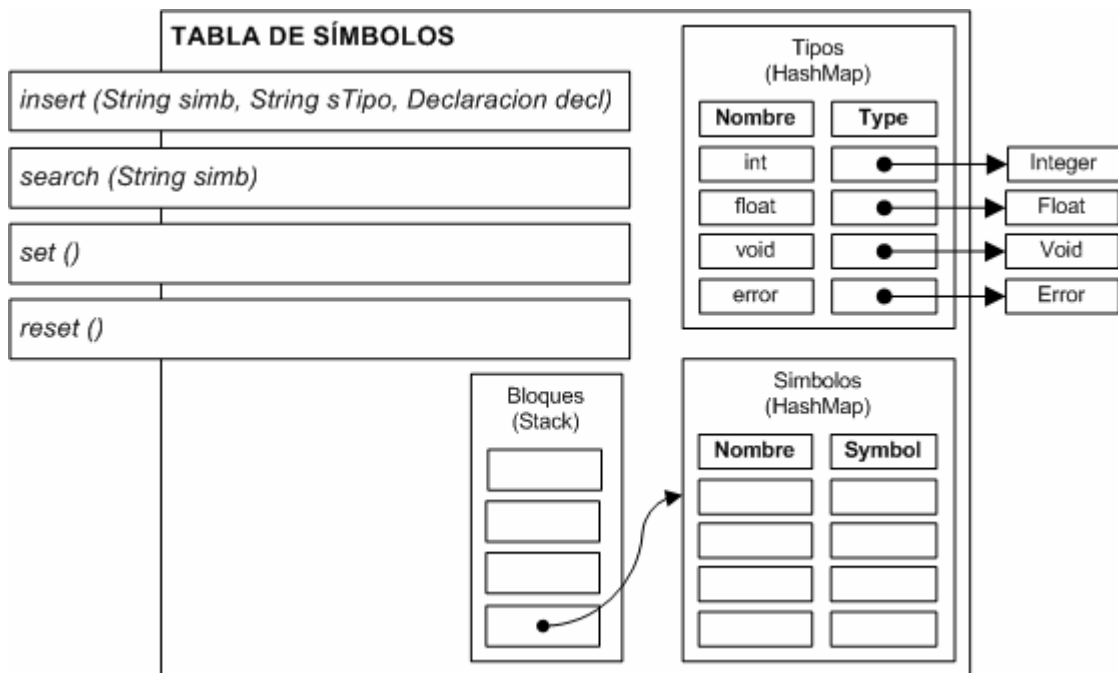 TABLA DE SÍMBOLOS
insert (String simb, String sTipo, Declaracion decl)
search (String simb)
set ()
reset ()
Tipos
(HashMap)
Nombre Type
int Integer
float Float
void Void
error Error
Bloques
(Stack)
Simbolos
(HashMap)
Nombre Symbol